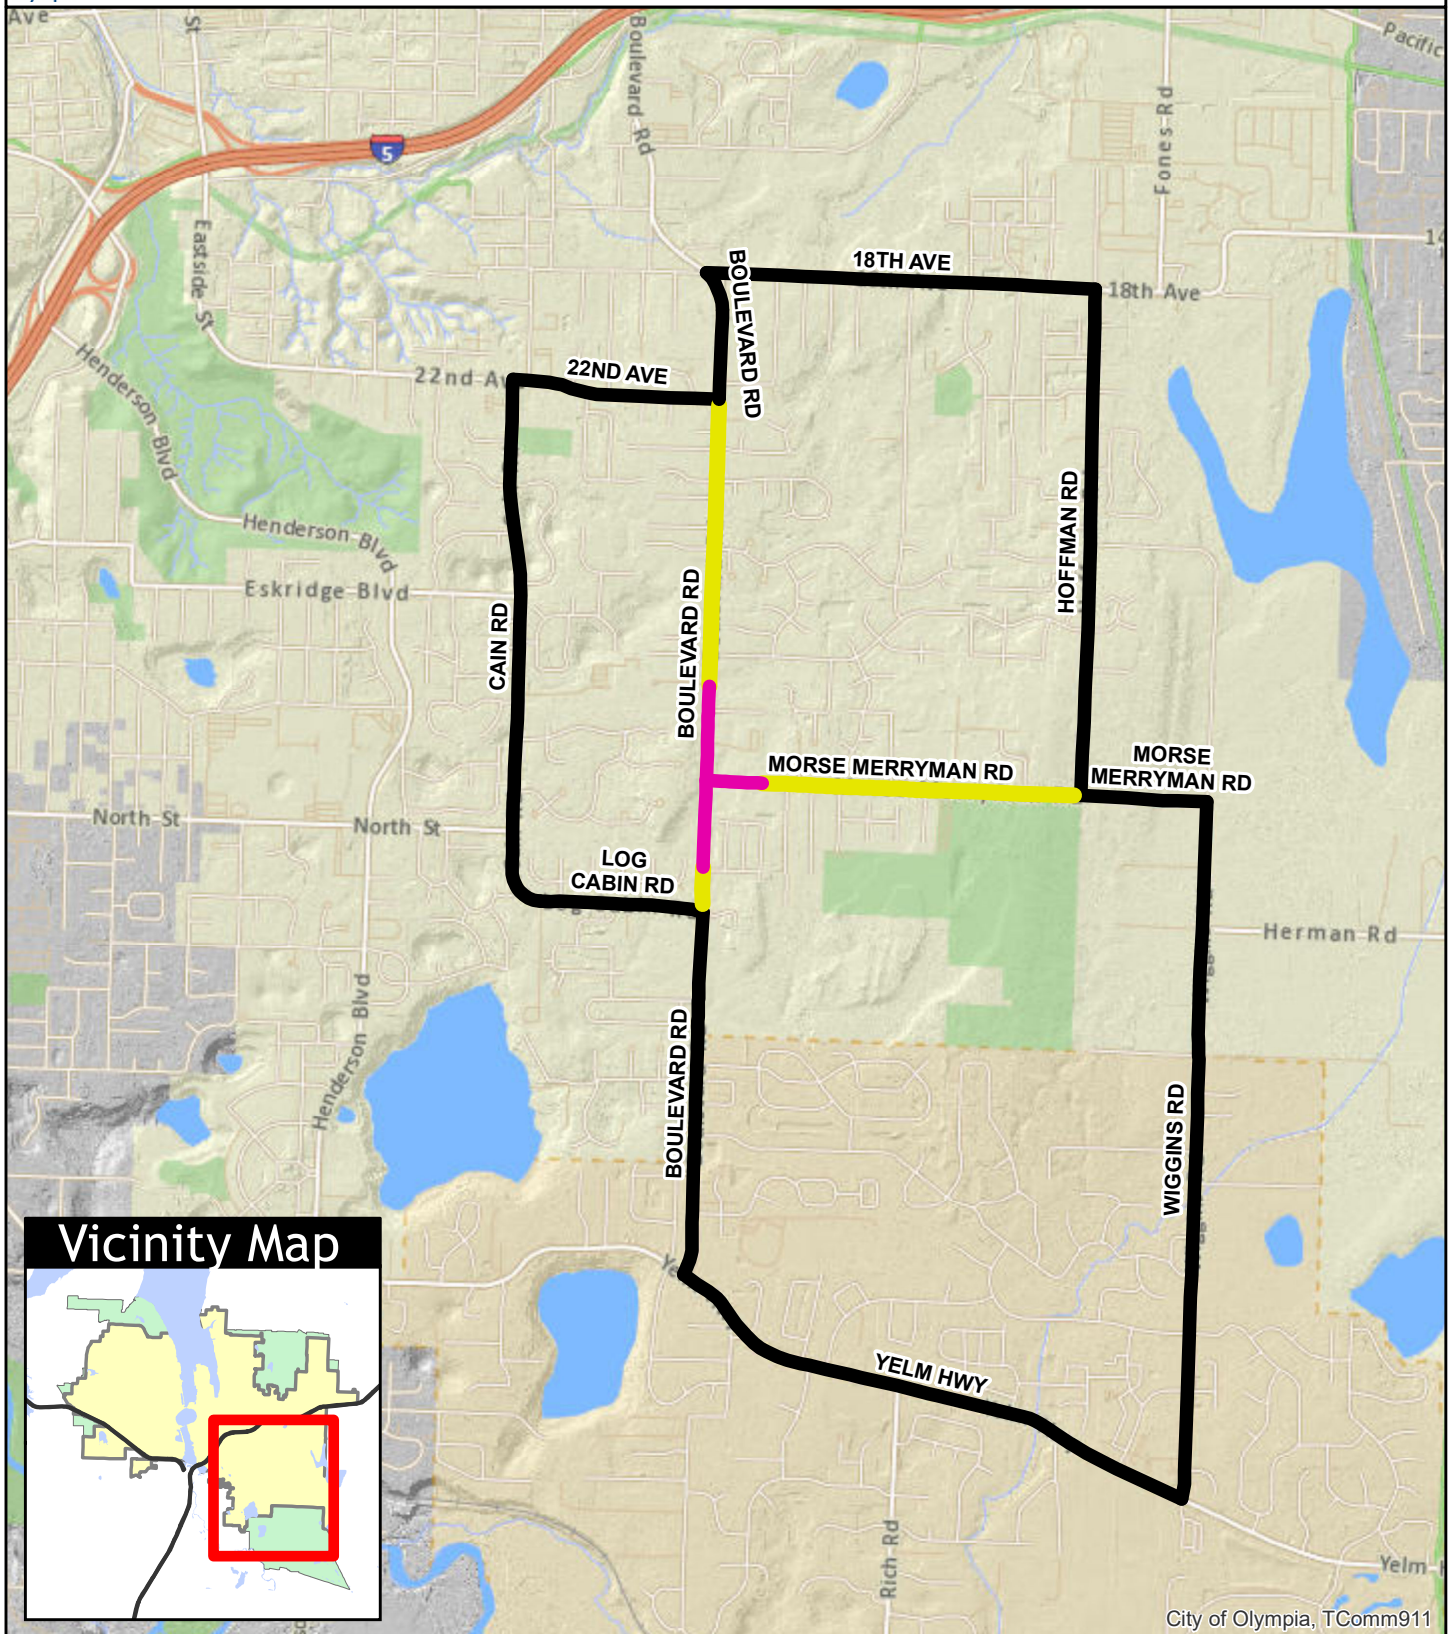 Ave
St
Boulevard Rd
Pacific
5
Fones Rd
Eastside St
14
BOULEVARD RD
18TH AVE
18th Ave
Henderson Blvd
22nd Av
22ND AVE
Henderson Blvd
HOFFMAN RD
Eskridge Blvd
BOULEVARD RD
CAIN RD
MORSE
MERRYMAN RD
MORSE MERRYMAN RD
North St
North St
LOG
CABIN RD
Herman Rd
Henderson Blvd
BOULEVARD RD
WIGGINS RD
Vicinity Map
Ye
YELM HWY
Rich Rd
Yelm H
City of Olympia, TComm911